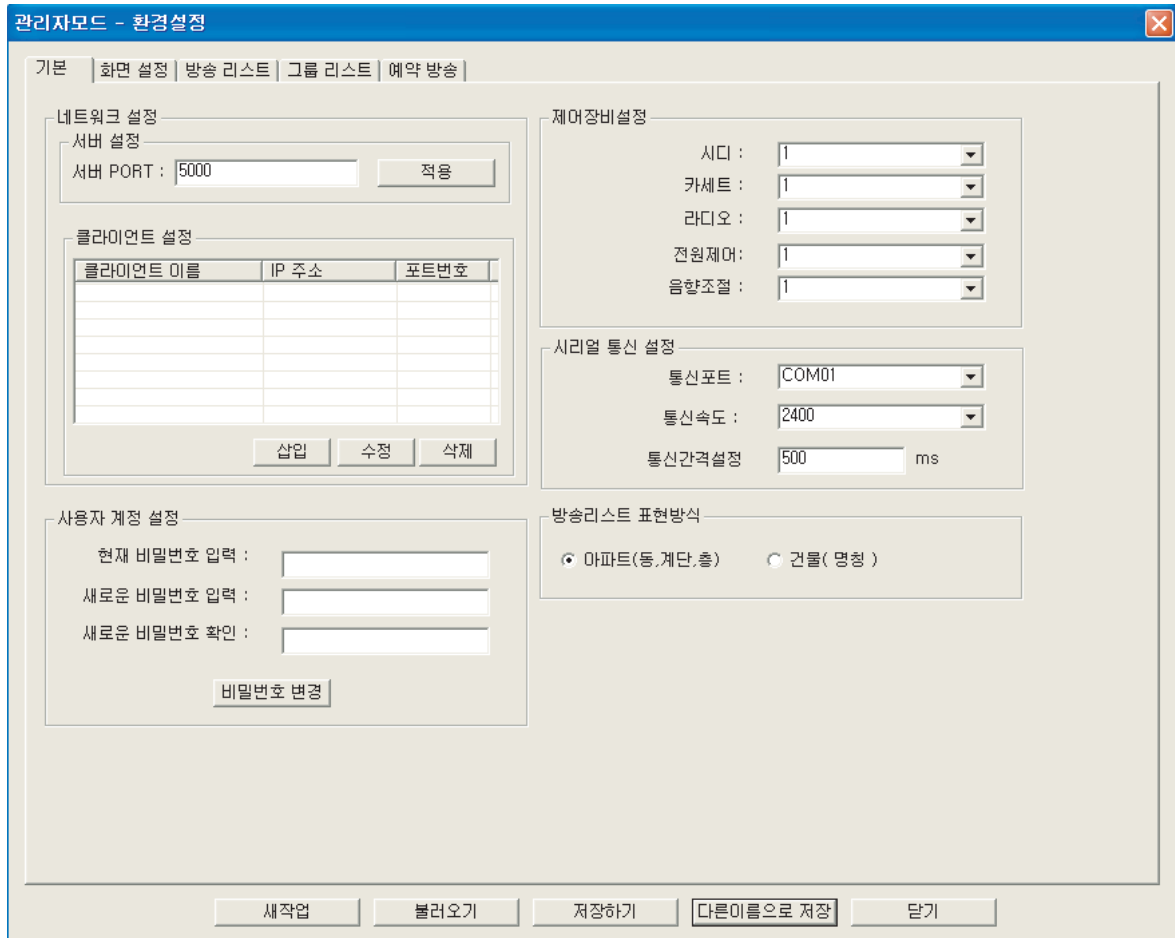 관리자모드 - 환경설정
기본 화면 설정 방송 리스트 그룹 리스트 예약 방송
네트워크 설정
서버 설정
서버 PORT : 5000 적용
클라이언트 설정
클라이언트 이름 IP 주소 포트번호
삽입 수정 삭제
사용자 계정 설정
현재 비밀번호 입력 :
새로운 비밀번호 입력 :
새로운 비밀번호 확인 :
비밀번호 변경
제어장비설정
시디 : 1
카세트 : 1
라디오 : 1
전원제어: 1
음향조절 : 1
시리얼 통신 설정
통신포트 : COM01
통신속도 : 2400
통신간격설정 500 ms
방송리스트 표현방식
아파트(동,계단,층) 건물( 명칭 )
새작업 불러오기 저장하기 다른이름으로 저장 닫기